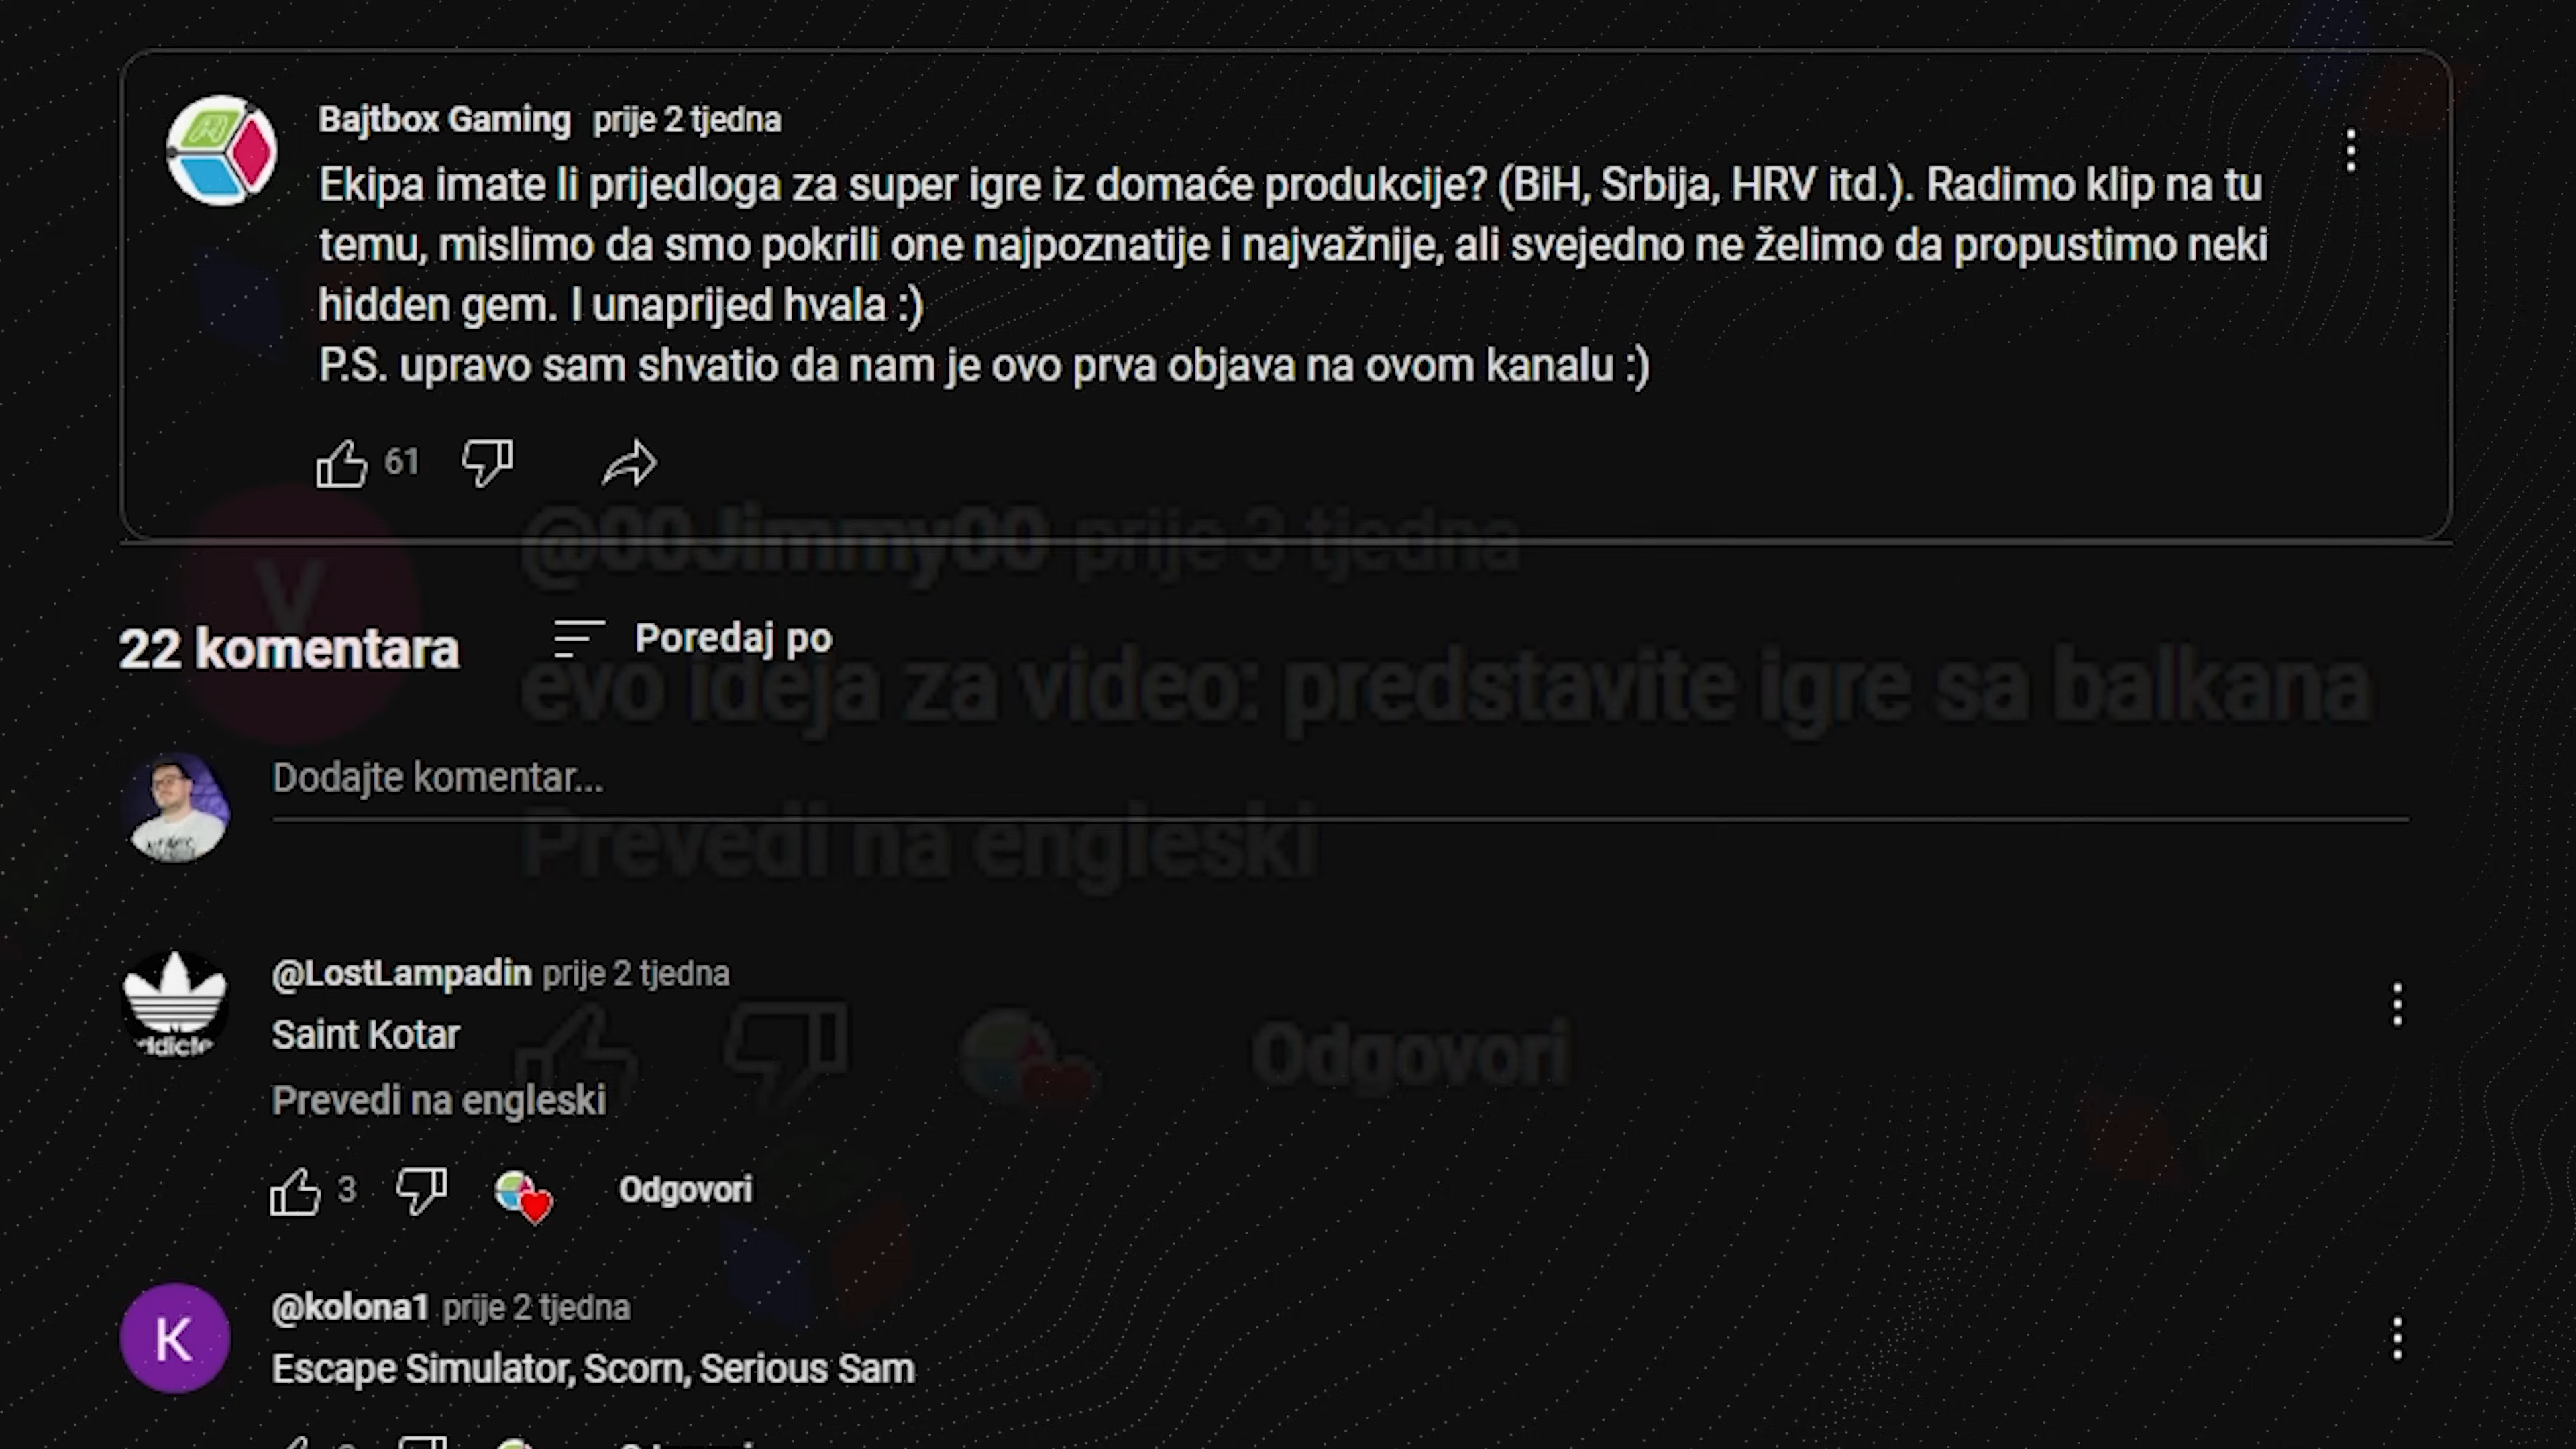 Bajtbox Gaming prije 2 tjedna
Ekipa imate li prijedloga za super igre iz domaće produkcije? (BiH, Srbija, HRV itd.). Radimo klip na tu
temu, mislimo da smo pokrili one najpoznatije i najvažnije, ali svejedno ne želimo da propustimo neki
hidden gem. I unaprijed hvala :)
P.S. upravo sam shvatio da nam je ovo prva objava na ovom kanalu :)
61
@00Jimmy00 prije 3 tjedna
V
22 komentara
Poredaj po
evo ideja za video: predstavite igre sa balkana
Dodajte komentar...
Prevedi na engleski
@LostLampadin prije 2 tjedna
Saint Kotar
Odgovori
Prevedi na engleski
3
Odgovori
K
@kolona1 prije 2 tjedna
Escape Simulator, Scorn, Serious Sam